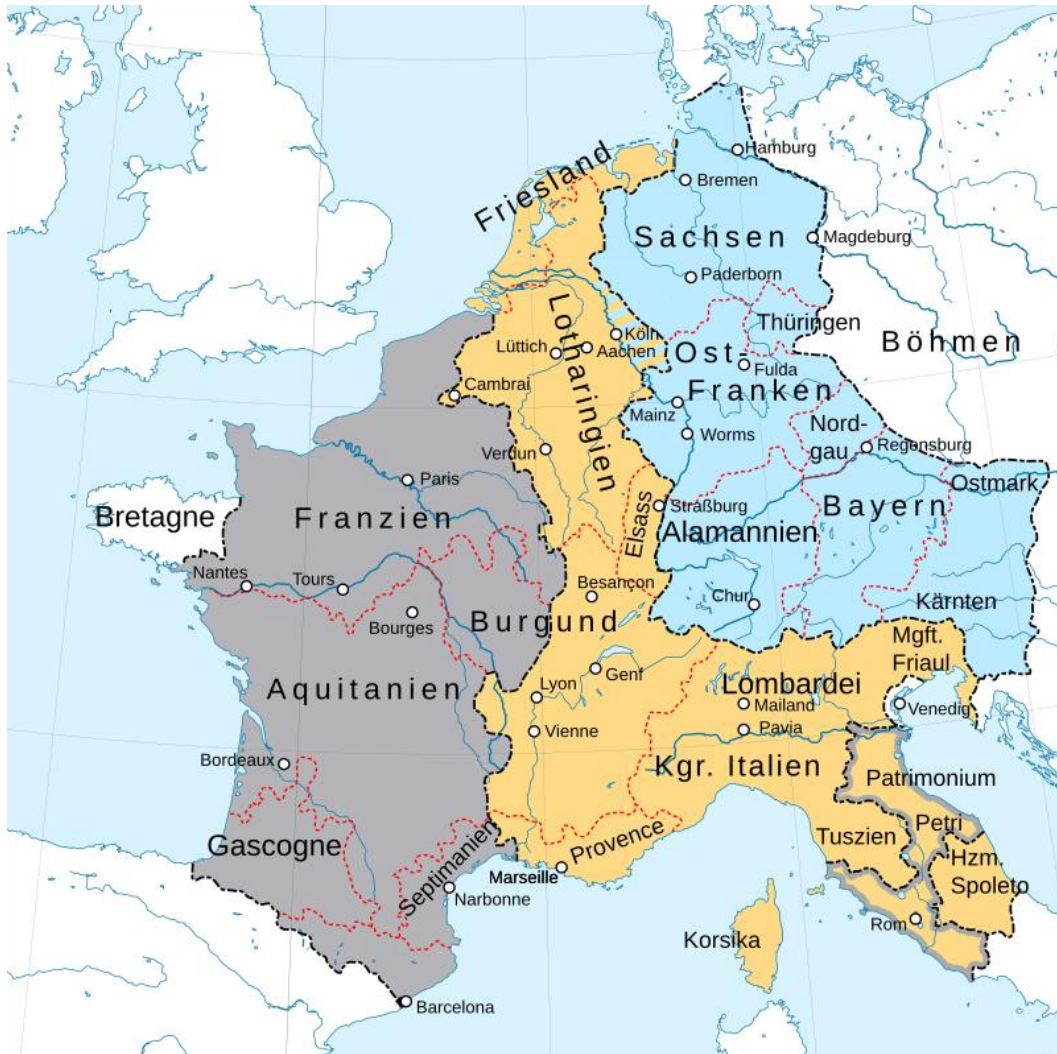 Hamburg
Friesland
Bremen
Sachsen
Magdeburg
Paderborn
Thüringen
Böhmen
Köln
Lüttich
Aachen
Lotharingien
Ost-
Fulda
Franken
Cambrai
Mainz
Nord-
gau
Worms
Verdun
Regensburg
Paris
Ostmark
Bretagne
Franzien
Elsass
Straßburg
Bayern
Alamannien
Nantes
Tours
Besançon
Chur
Kärnten
Bourges
Burgund
Mgft.
Friaul
Genf
Aquitanien
Lyon
Lombardei
Mailand
Venedig
Vienne
Pavia
Bordeaux
Kgr. Italien
Patrimonium
Petri
Gascogne
Septimanien
Provence
Tuszien
Hzm.
Spoleto
Marseille
Narbonne
Rom
Korsika
Barcelona